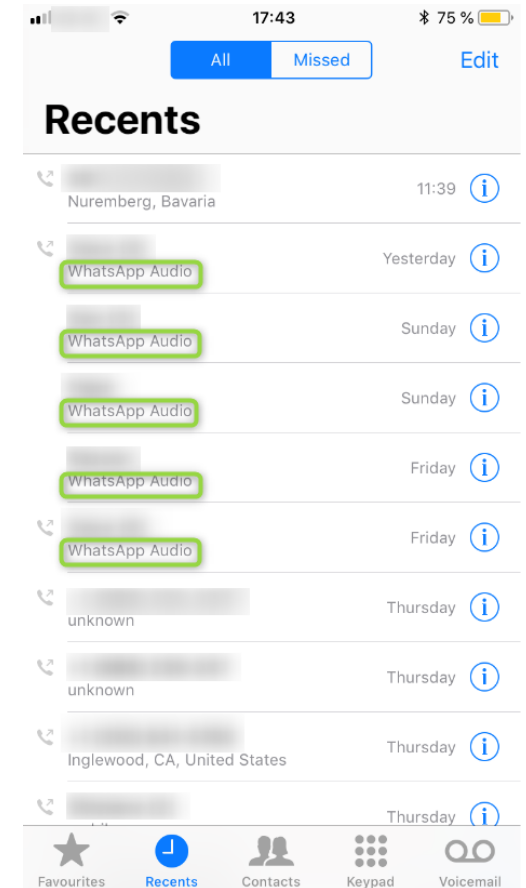 17:43
75 %
All Missed Edit
Recents
11:39
Nuremberg, Bavaria
Yesterday
WhatsApp Audio
Sunday
WhatsApp Audio
Sunday
WhatsApp Audio
Friday
WhatsApp Audio
Friday
WhatsApp Audio
Thursday
unknown
Thursday
unknown
Thursday
Inglewood, CA, United States
Thursday
Favourites Recents Contacts Keypad Voicemail